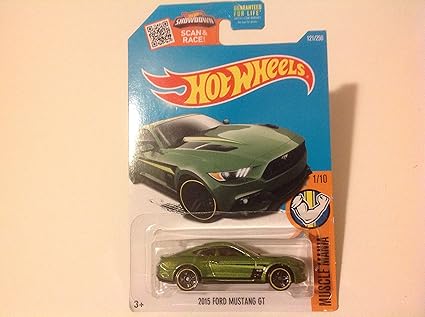 SHOWDOWN
SCAN &
RACE!
GUARANTEED
FOR LIFE
121/250
HOT WHEELS
1/10
MUSCLE MANIA
3+
2015 FORD MUSTANG GT